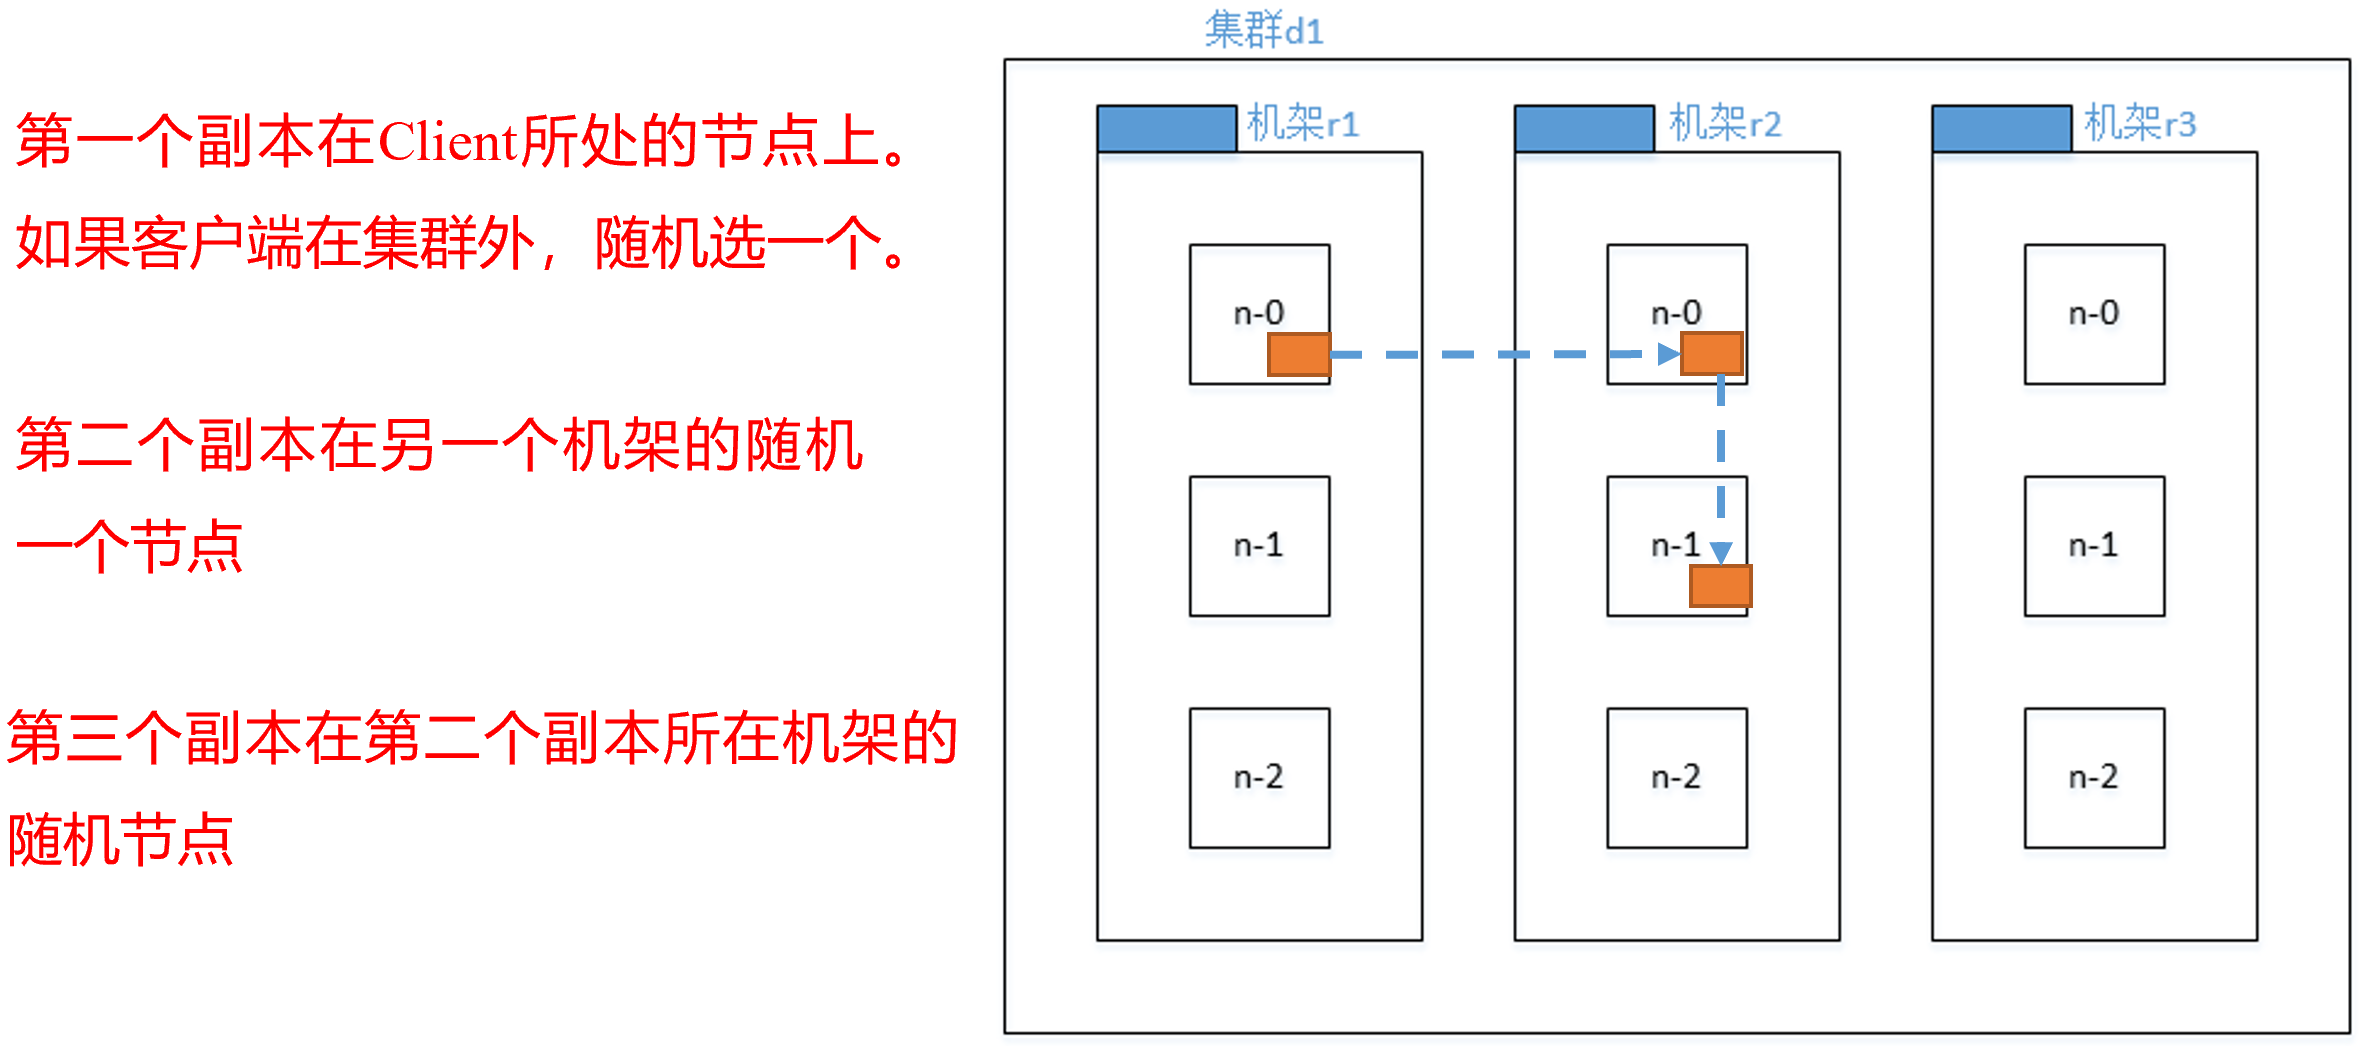 第一个副本在Client所处的节点上。
如果客户端在集群外，随机选一个。
第二个副本在另一个机架的随机
一个节点
第三个副本在第二个副本所在机架的
随机节点
集群d1
机架r1
机架r2
机架r3
n-0
n-0
n-0
n-1
n-1
n-1
n-2
n-2
n-2